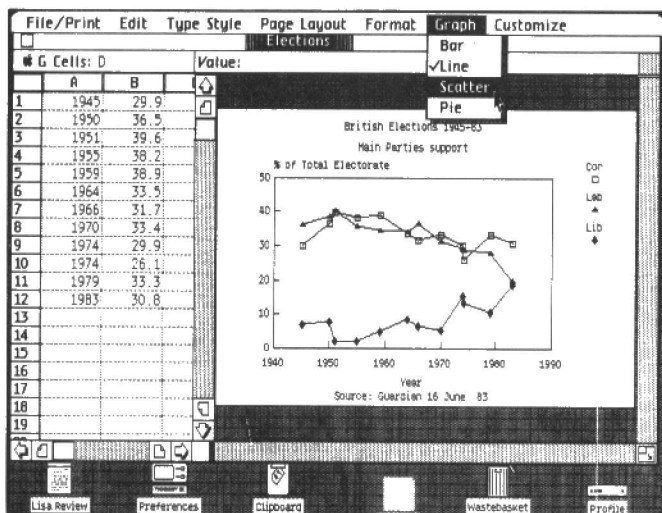 File/Print Edit Type Style Page Layout Format Graph Customize
Elections
Bar
✓Line
Scatter
Pie
G Cells: D
Value:
A B
1 1945 29.9
2 1950 36.5
3 1951 39.6
4 1955 38.2
5 1959 38.9
6 1964 33.5
7 1966 31.7
8 1970 33.4
9 1974 29.9
10 1974 26.1
11 1979 33.3
12 1983 30.8
13
14
15
16
17
18
19
British Elections 1945-83
Main Parties support
% of Total Electorate
50
40
30
20
10
0
1940 1950 1960 1970 1980 1990
Year
Source: Guardian 16 June 83
Con
Lab
Lib
Lisa Review Preferences Clipboard Wastebasket Profile